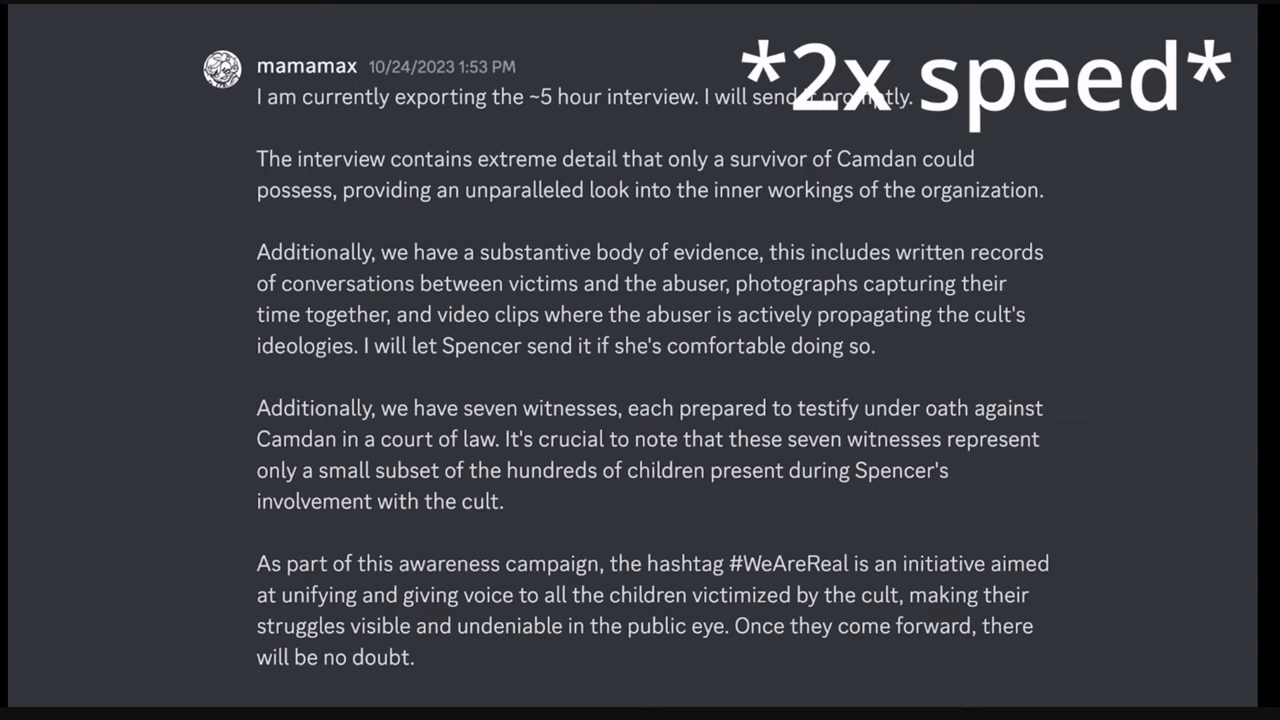 mamamax 10/24/2023 1:53 PM
*2x speed*
I am currently exporting the ~5 hour interview. I will send it promptly.
The interview contains extreme detail that only a survivor of Camdan could
possess, providing an unparalleled look into the inner workings of the organization.
Additionally, we have a substantive body of evidence, this includes written records
of conversations between victims and the abuser, photographs capturing their
time together, and video clips where the abuser is actively propagating the cult's
ideologies. I will let Spencer send it if she's comfortable doing so.
Additionally, we have seven witnesses, each prepared to testify under oath against
Camdan in a court of law. It's crucial to note that these seven witnesses represent
only a small subset of the hundreds of children present during Spencer's
involvement with the cult.
As part of this awareness campaign, the hashtag #WeAreReal is an initiative aimed
at unifying and giving voice to all the children victimized by the cult, making their
struggles visible and undeniable in the public eye. Once they come forward, there
will be no doubt.